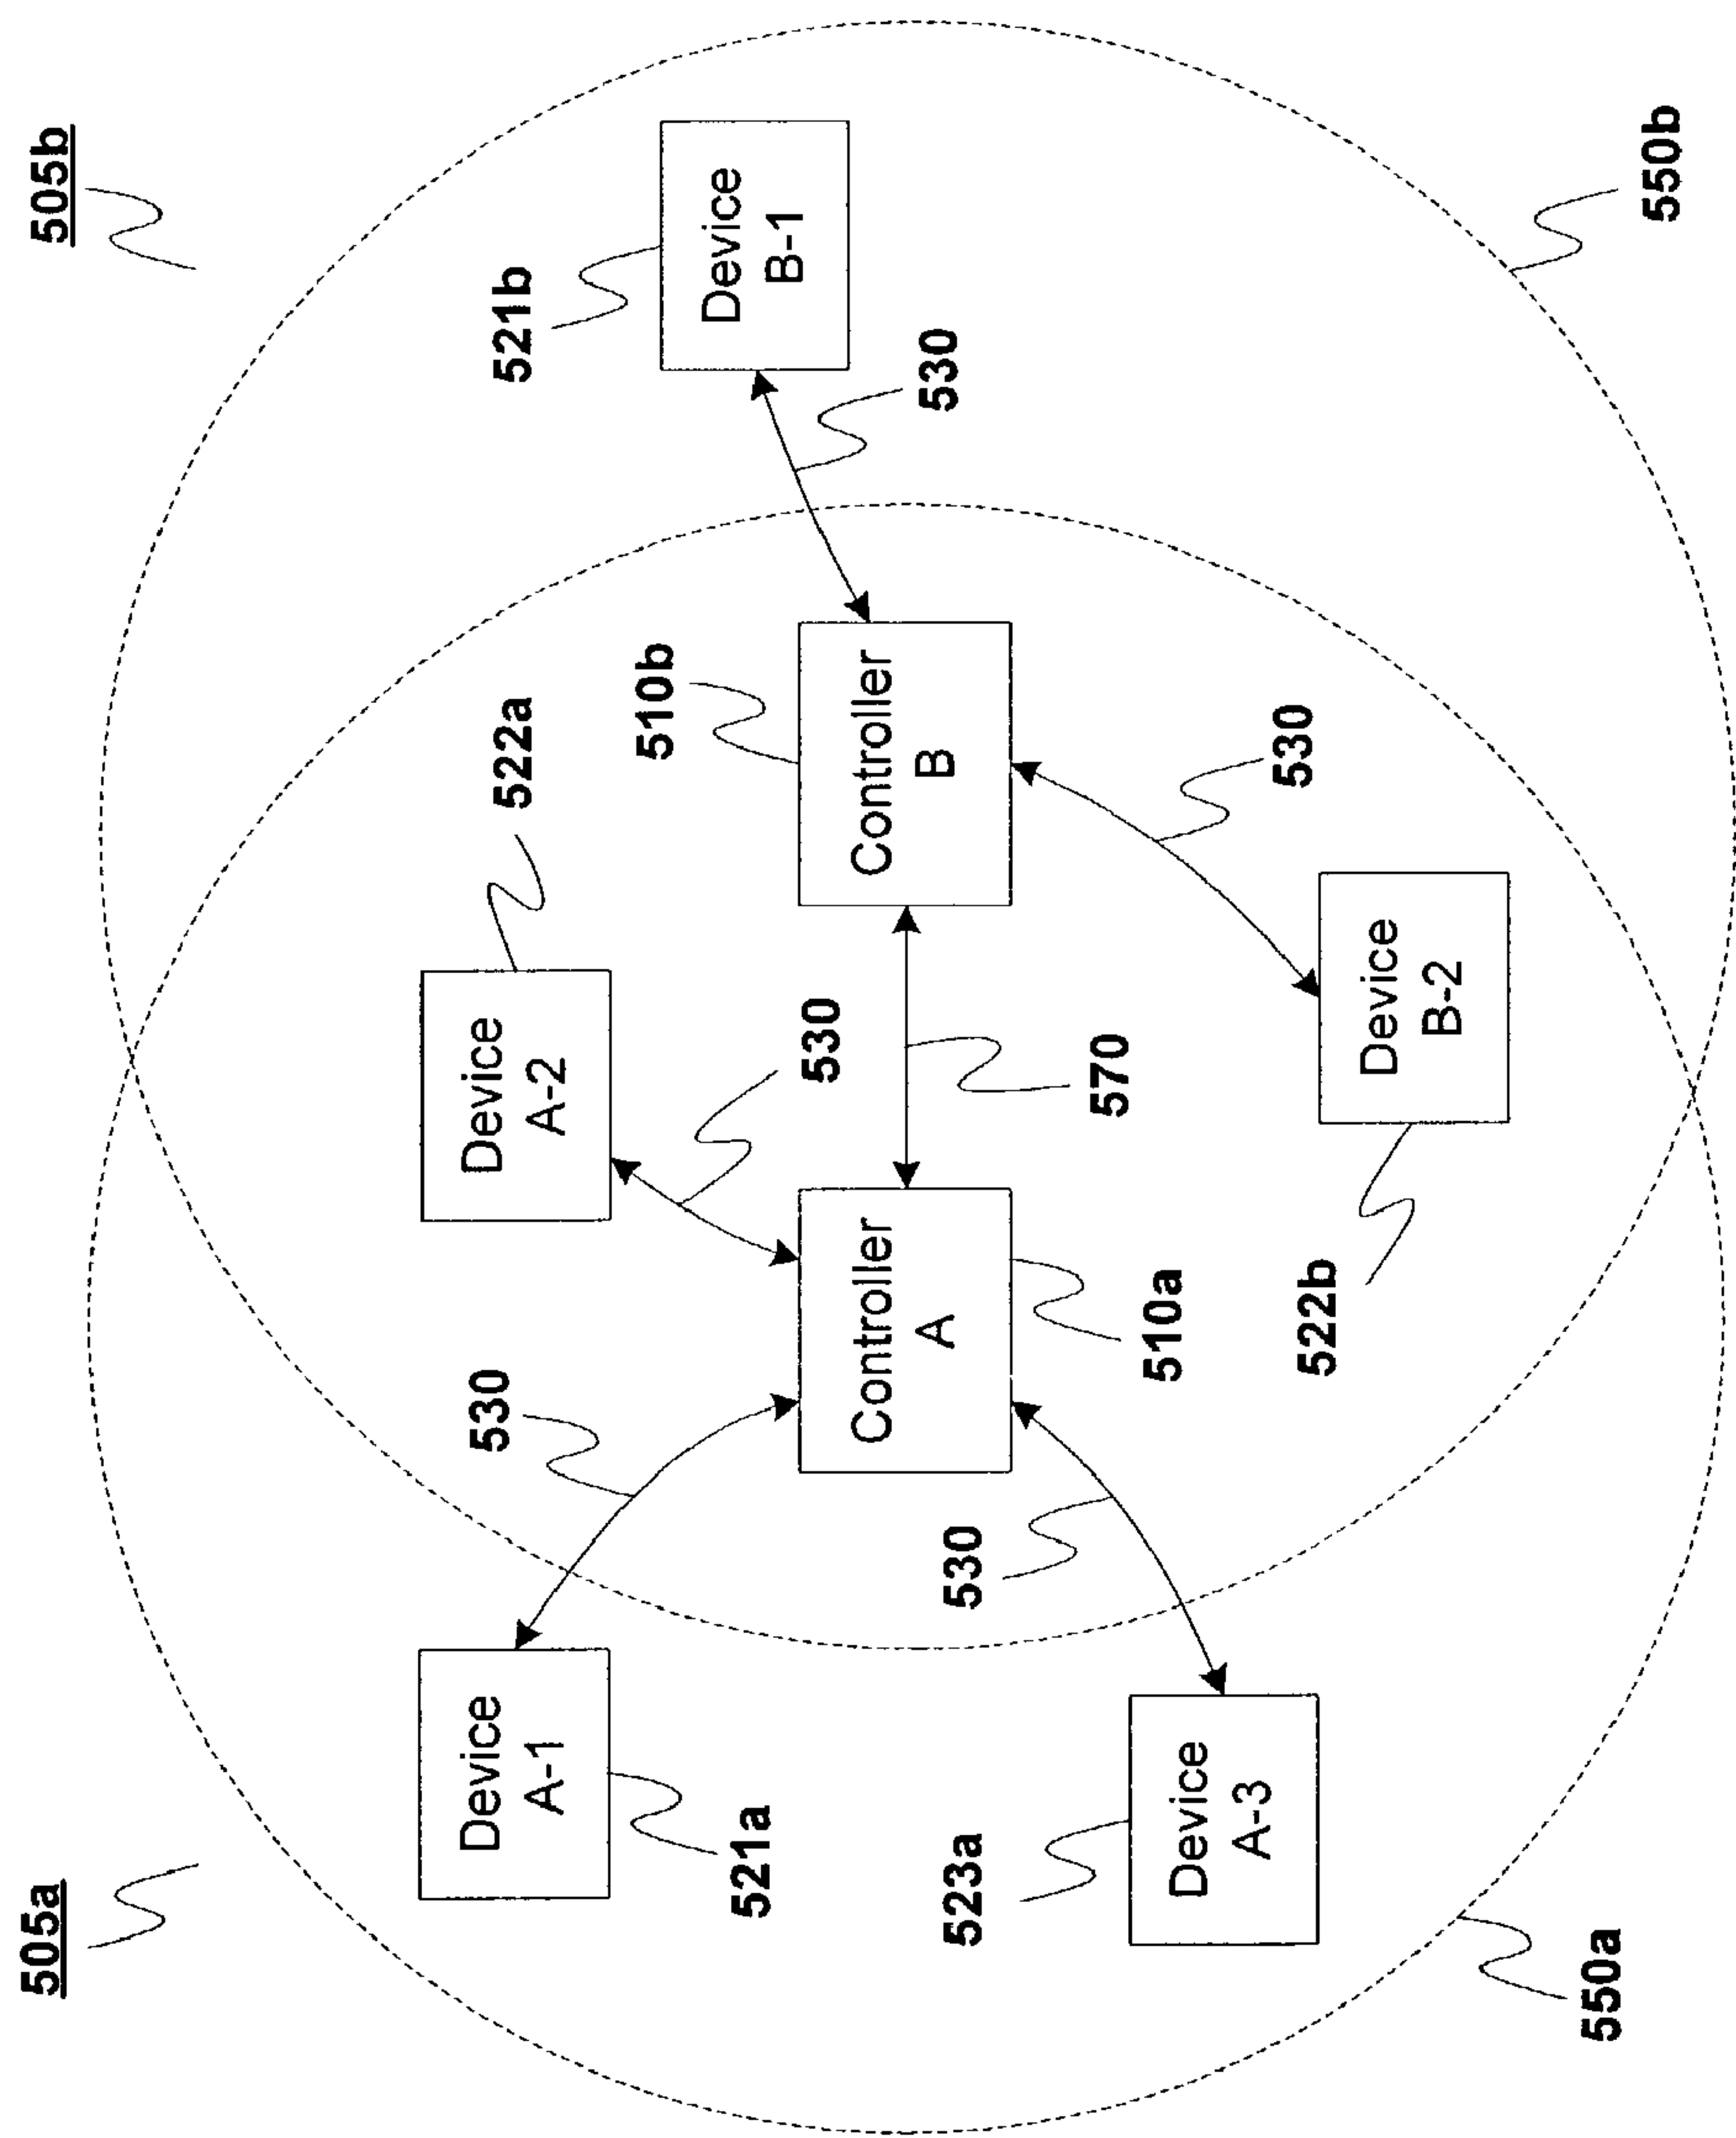 505a
505b
Device
A-1
521a
530
Device
A-2
522a
530
521b
Device
B-1
530
Controller
A
510a
Controller
B
510b
570
530
523a
Device
A-3
530
522b
Device
B-2
550a
550b